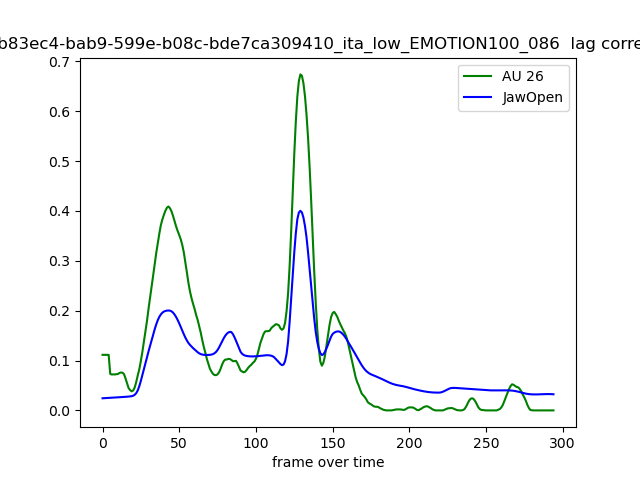 b83ec4-bab9-599e-b08c-bde7ca309410_ita_low_EMOTION100_086 lag corre
AU 26
JawOpen
0.7
0.6
0.5
0.4
0.3
0.2
0.1
0.0
0 50 100 150 200 250 300
frame over time